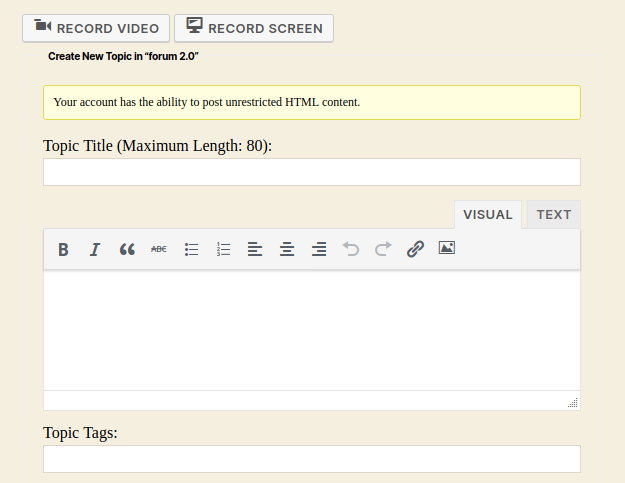 RECORD VIDEO RECORD SCREEN
Create New Topic in “forum 2.0”
Your account has the ability to post unrestricted HTML content.
Topic Title (Maximum Length: 80):
VISUAL TEXT
B I “ ABC
Topic Tags: